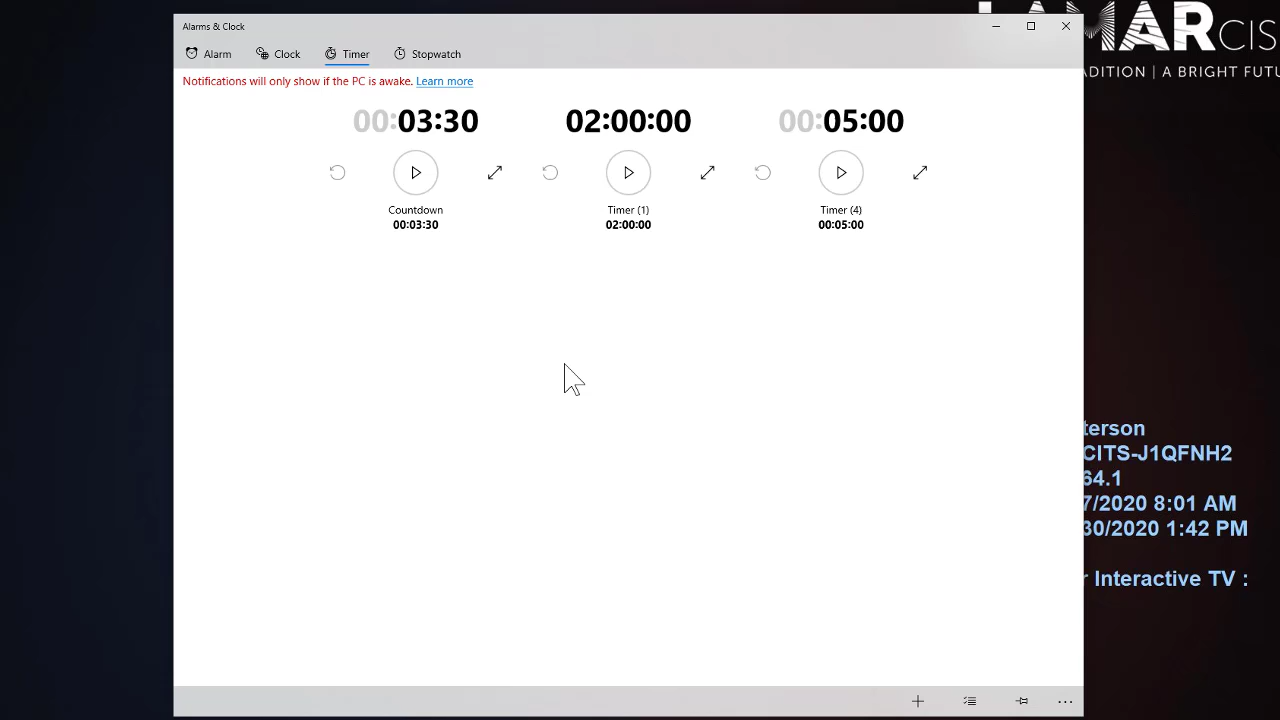 Alarms & Clock
Alarm Clock Timer Stopwatch
Notifications will only show if the PC is awake. Learn more
00:03:30 02:00:00 00:05:00
Countdown Timer (1) Timer (4)
00:03:30 02:00:00 00:05:00
CIS
ADITION | A BRIGHT FUTU
terson
CITS-J1QFNH2
64.1
7/2020 8:01 AM
30/2020 1:42 PM
r Interactive TV :